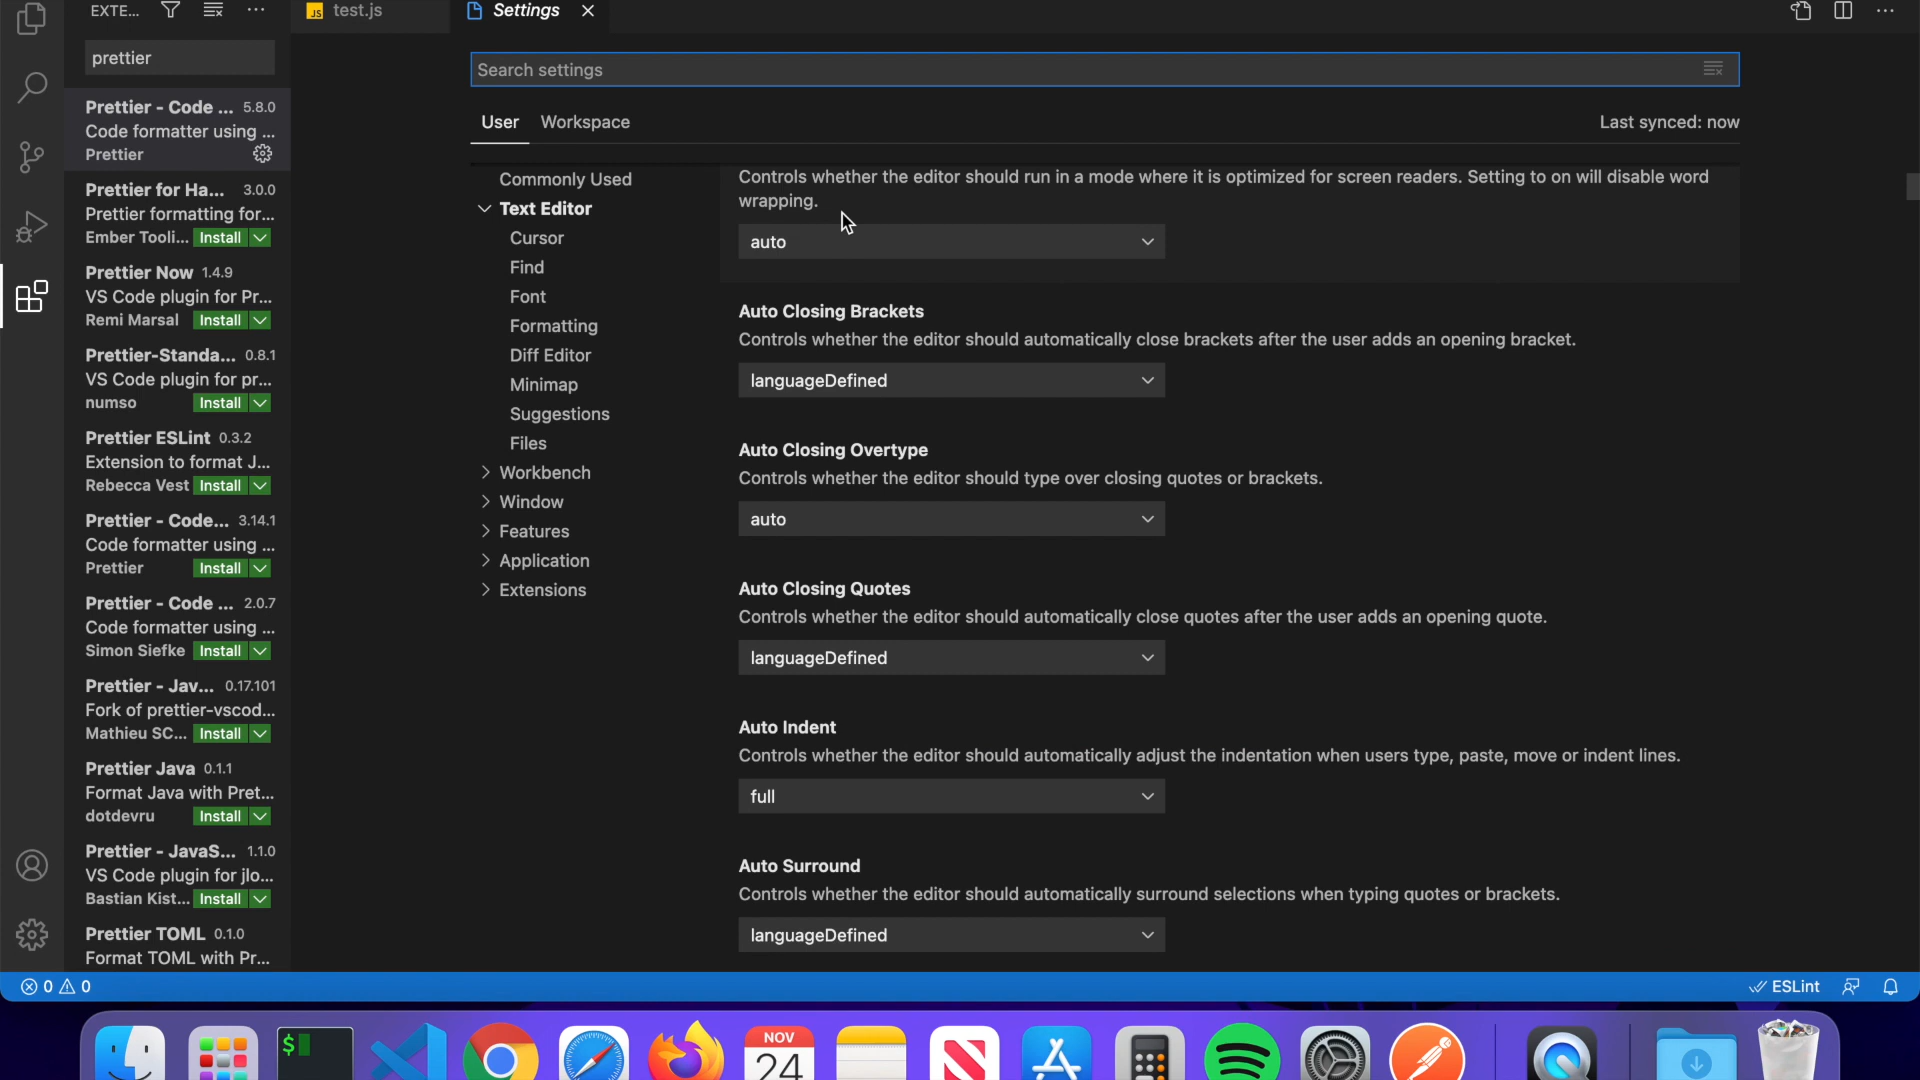 EXTE...
test.js
Settings
prettier
Prettier - Code ... 5.8.0
Code formatter using ...
Prettier
Prettier for Ha... 3.0.0
Prettier formatting for...
Ember Tooli... Install
Prettier Now 1.4.9
VS Code plugin for Pr...
Remi Marsal Install
Prettier-Standa... 0.8.1
VS Code plugin for pr...
numso Install
Prettier ESLint 0.3.2
Extension to format J...
Rebecca Vest Install
Prettier - Code... 3.14.1
Code formatter using ...
Prettier Install
Prettier - Code ... 2.0.7
Code formatter using ...
Simon Siefke Install
Prettier - Jav... 0.17.101
Fork of prettier-vscod...
Mathieu SC... Install
Prettier Java 0.1.1
Format Java with Pret...
dotdevru Install
Prettier - JavaS... 1.1.0
VS Code plugin for jlo...
Bastian Kist... Install
Prettier TOML 0.1.0
Format TOML with Pr...
Search settings
User Workspace
Last synced: now
Commonly Used
Text Editor
Cursor
Find
Font
Formatting
Diff Editor
Minimap
Suggestions
Files
Workbench
Window
Features
Application
Extensions
Controls whether the editor should run in a mode where it is optimized for screen readers. Setting to on will disable word
wrapping.
auto
Auto Closing Brackets
Controls whether the editor should automatically close brackets after the user adds an opening bracket.
languageDefined
Auto Closing Overtype
Controls whether the editor should type over closing quotes or brackets.
auto
Auto Closing Quotes
Controls whether the editor should automatically close quotes after the user adds an opening quote.
languageDefined
Auto Indent
Controls whether the editor should automatically adjust the indentation when users type, paste, move or indent lines.
full
Auto Surround
Controls whether the editor should automatically surround selections when typing quotes or brackets.
languageDefined
0 0
ESLint
$
NOV
24